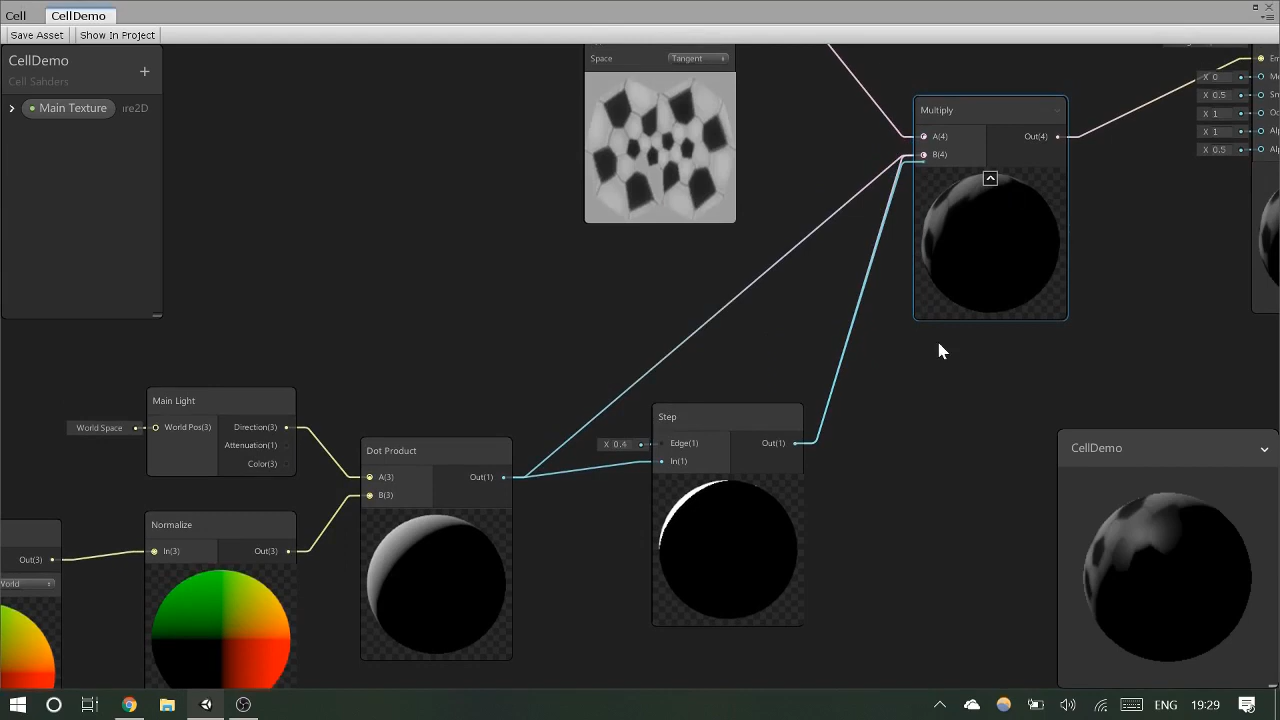 Cell CellDemo
Save Asset Show In Project
CellDemo
Cell Sahders
Main Texture ire2D
Space Tangent
Multiply
A(4) Out(4)
B(4)
X 0
X 0.5
X 1
X 1
X 0.5
Main Light
World Space World Pos(3) Direction(3)
Attenuation(1)
Color(3)
Dot Product
A(3) Out(1)
B(3)
Step
X 0.4 Edge(1) Out(1)
In(1)
Normalize
In(3) Out(3)
Out(3)
World
CellDemo
ENG 19:29